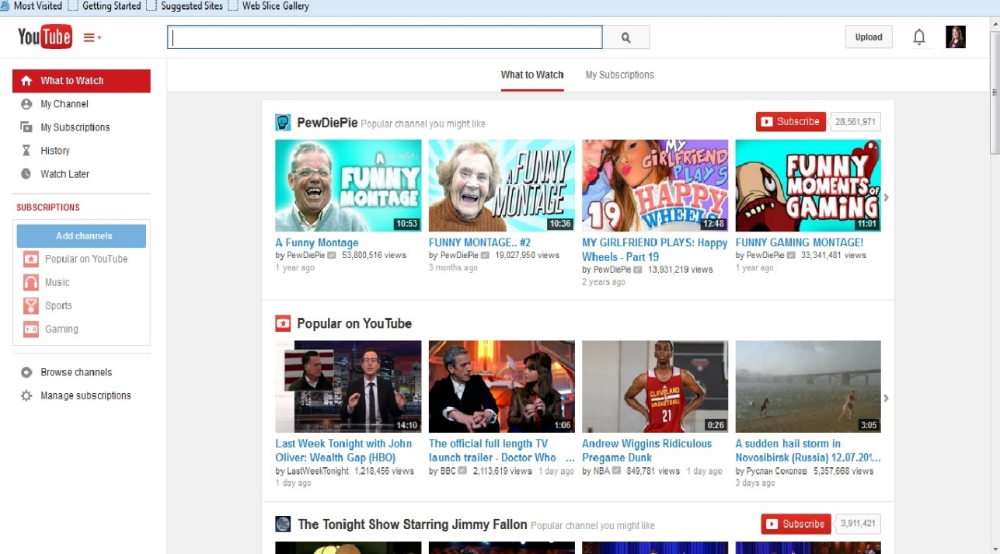 Most Visited Getting Started Suggested Sites Web Slice Gallery
YouTube
Upload
What to Watch My Subscriptions
What to Watch
My Channel
My Subscriptions
History
Watch Later
SUBSCRIPTIONS
Add channels
Popular on YouTube
Music
Sports
Gaming
Browse channels
Manage subscriptions
PewDiePie Popular channel you might like Subscribe 28,561,971
A FUNNY MONTAGE
10:53
A FUNNY MONTAGE
10:36
MY GIRLFRIEND PLAYS HAPPY WHEELS
19
12:48
FUNNY MOMENTS OF GAMING
11:01
A Funny Montage
by PewDiePie 53,800,516 views
1 year ago
FUNNY MONTAGE.. #2
by PewDiePie 19,027,950 views
3 months ago
MY GIRLFRIEND PLAYS: Happy
Wheels - Part 19
by PewDiePie 13,931,219 views
2 years ago
FUNNY GAMING MONTAGE!
by PewDiePie 33,341,481 views
1 year ago
Popular on YouTube
14:10
1:06
CLEVELAND
BASKETBALL
21
0:26
3:05
Last Week Tonight with John
Oliver: Wealth Gap (HBO)
by LastWeekTonight 1,218,456 views
1 day ago
The official full length TV
launch trailer - Doctor Who ...
by BBC 2,113,619 views 1 day ago
Andrew Wiggins Ridiculous
Pregame Dunk
by NBA 849,781 views 1 day ago
A sudden hail storm in
Novosibirsk (Russia) 12.07.201...
by Руслан Соколов 5,357,668 views
3 days ago
The Tonight Show Starring Jimmy Fallon Popular channel you might like Subscribe 3,911,421